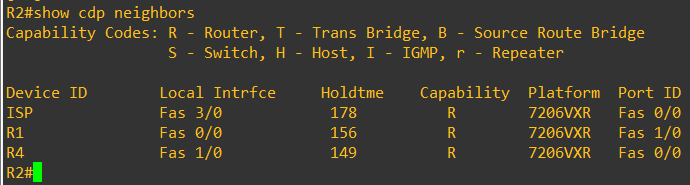 R2#show cdp neighbors
Capability Codes: R - Router, T - Trans Bridge, B - Source Route Bridge
S - Switch, H - Host, I - IGMP, r - Repeater
Device ID Local Intrfce Holdtme Capability Platform Port ID
ISP Fas 3/0 178 R 7206VXR Fas 0/0
R1 Fas 0/0 156 R 7206VXR Fas 1/0
R4 Fas 1/0 149 R 7206VXR Fas 0/0
R2#